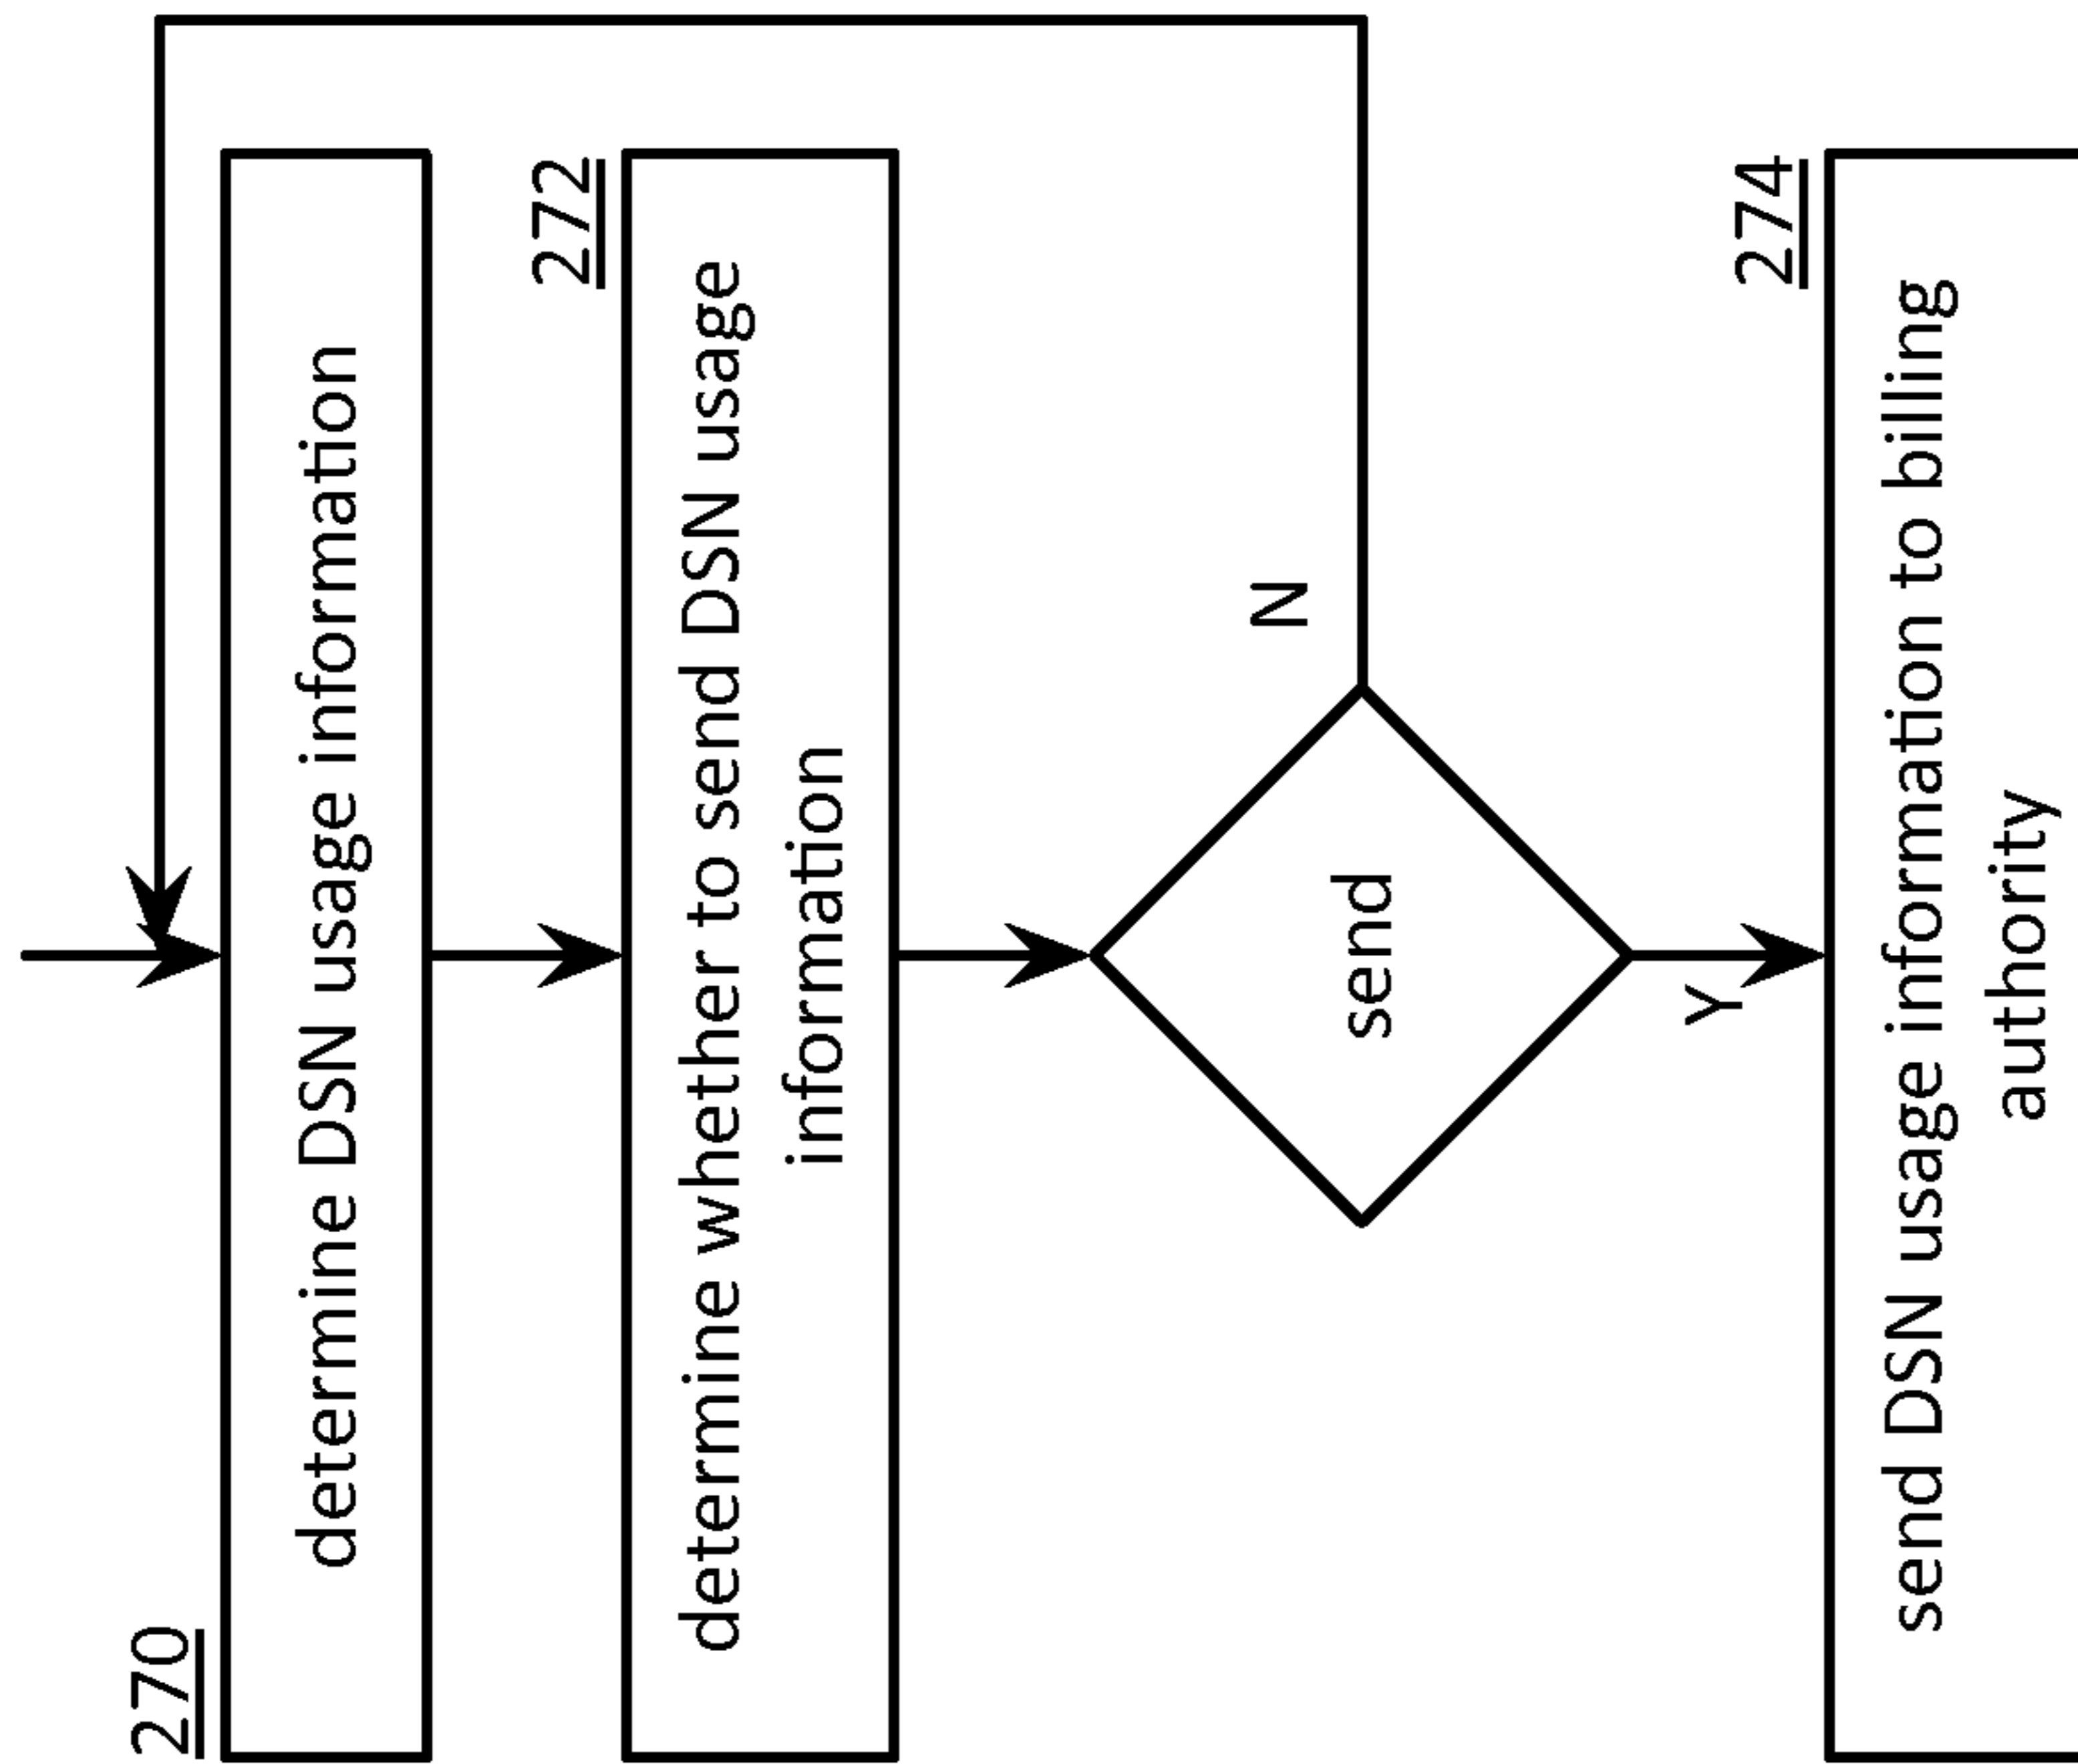 270
determine DSN usage information
272
determine whether to send DSN usage
information
send
N
Y
274
send DSN usage information to billing
authority